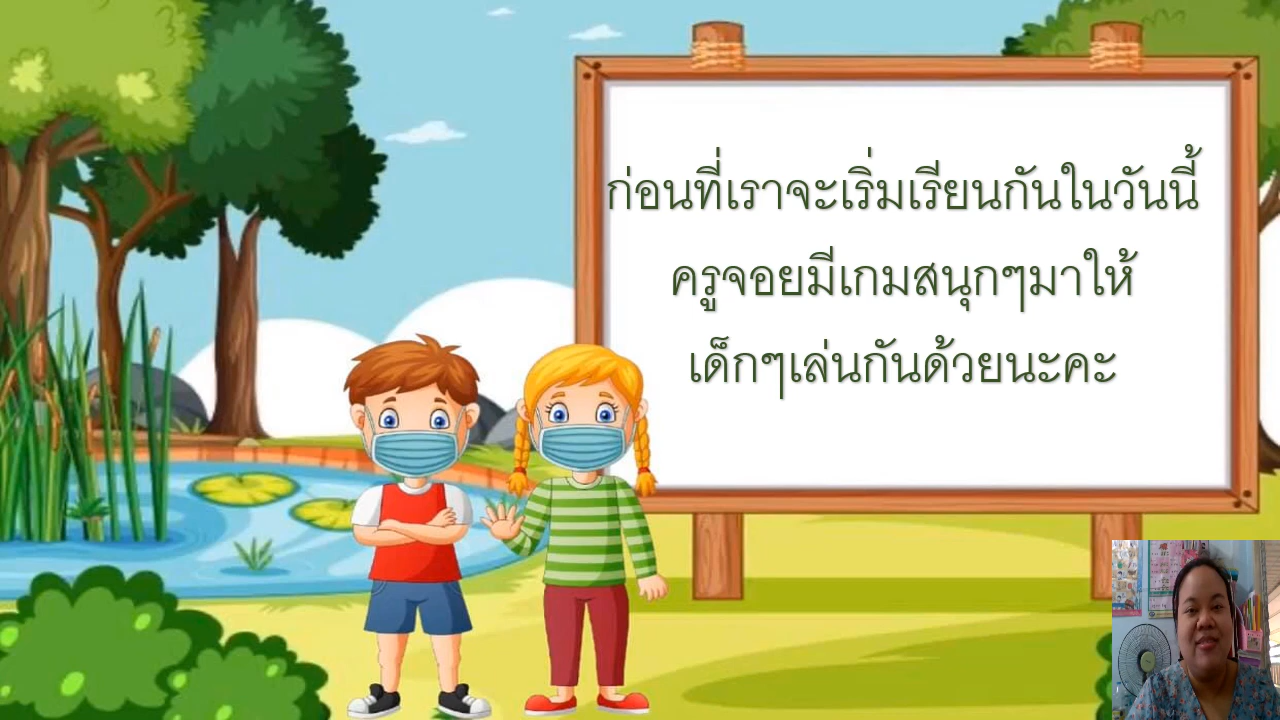 ก่อนที่เราจะเริ่มเรียนกันในวันนี้
ครูจอยมีเกมสนุกๆมาให้
เด็กๆเล่นกันด้วยนะคะ